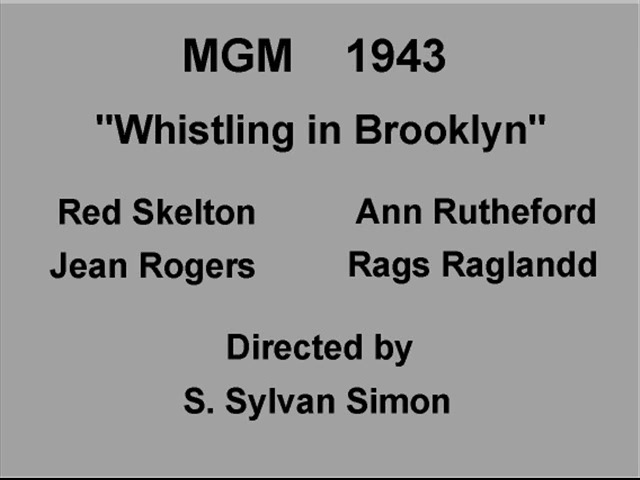 MGM 1943
"Whistling in Brooklyn"
Red Skelton Ann Rutheford
Jean Rogers Rags Raglandd
Directed by
S. Sylvan Simon